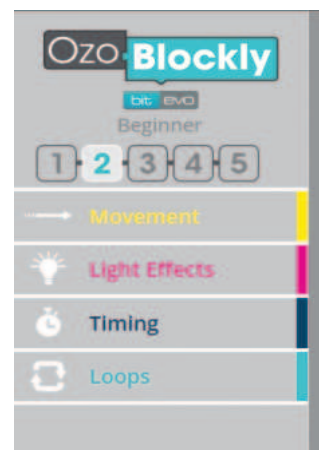 Ozo Blockly
bit evo
Beginner
1 2 3 4 5
Movement
Light Effects
Timing
Loops